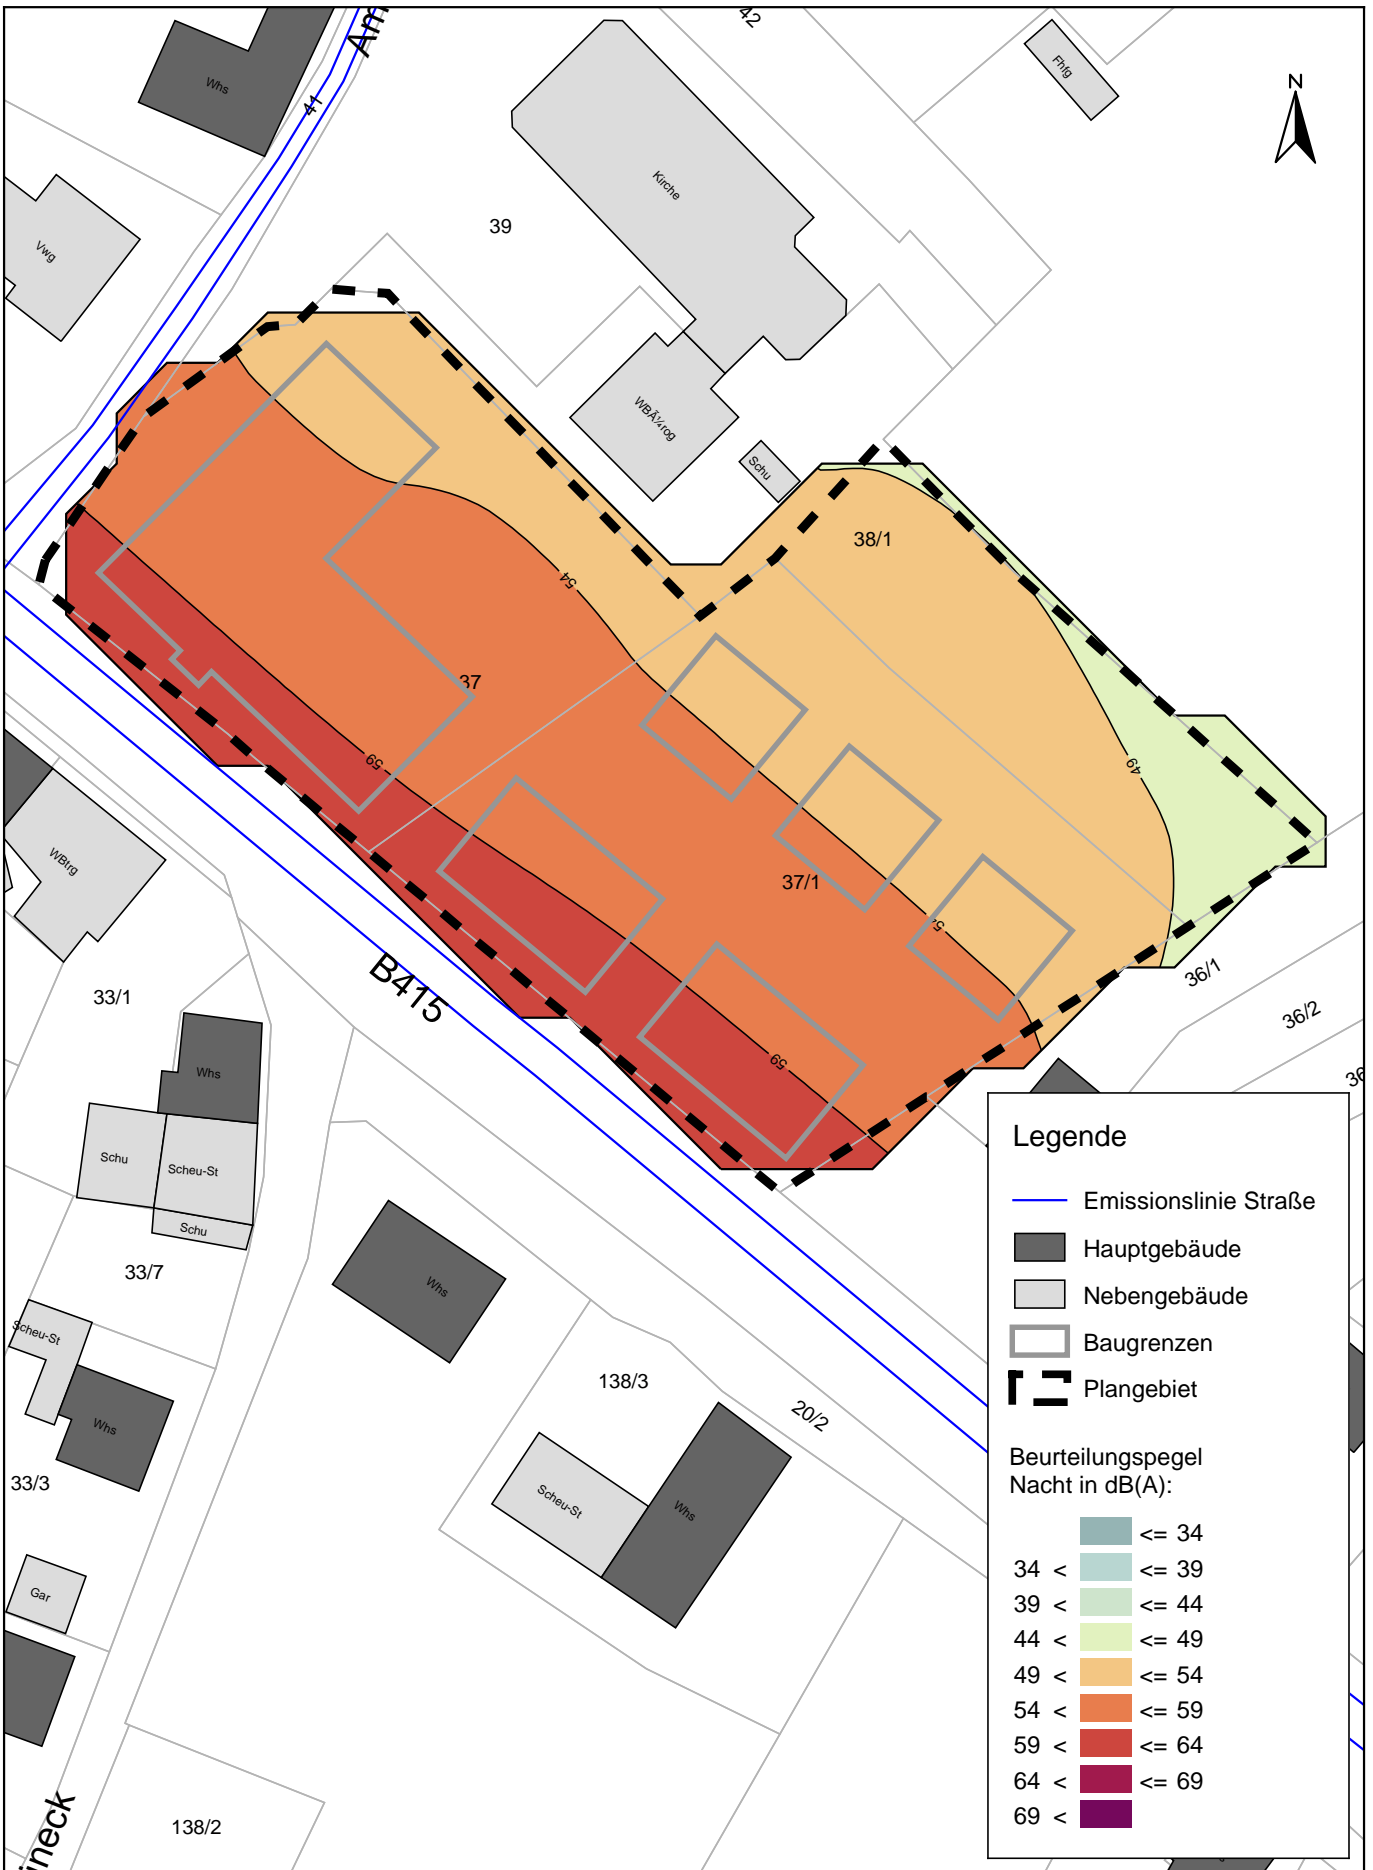 Am
42
Whs
41
Fhfg
N
Kirche
39
Vwg
WBÃ¼rog
Schu
38/1
54
37
59
49
WBtrg
37/1
54
B415
33/1
36/1
36/2
36
59
Whs
Schu
Scheu-St
Schu
33/7
Whs
Scheu-St
138/3
20/2
Whs
33/3
Scheu-St
Whs
Gar
138/2
ineck
Legende
Emissionslinie Straße
Hauptgebäude
Nebengebäude
Baugrenzen
Plangebiet
Beurteilungspegel
Nacht in dB(A):
<= 34
34 < <= 39
39 < <= 44
44 < <= 49
49 < <= 54
54 < <= 59
59 < <= 64
64 < <= 69
69 <